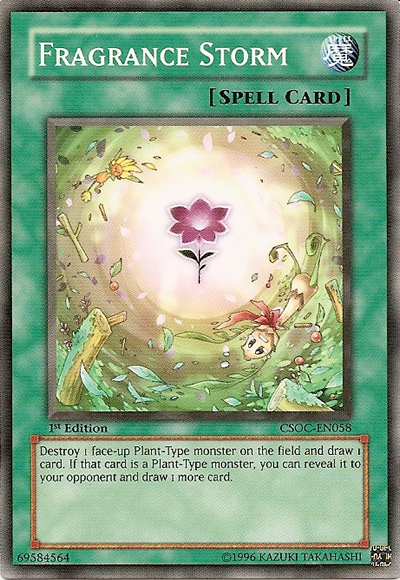 FRAGRANCE STORM
魔
[SPELL CARD]
1st Edition
CSOC-EN058
Destroy 1 face-up Plant-Type monster on the field and draw 1
card. If that card is a Plant-Type monster, you can reveal it to
your opponent and draw 1 more card.
69584564
©1996 KAZUKI TAKAHASHI